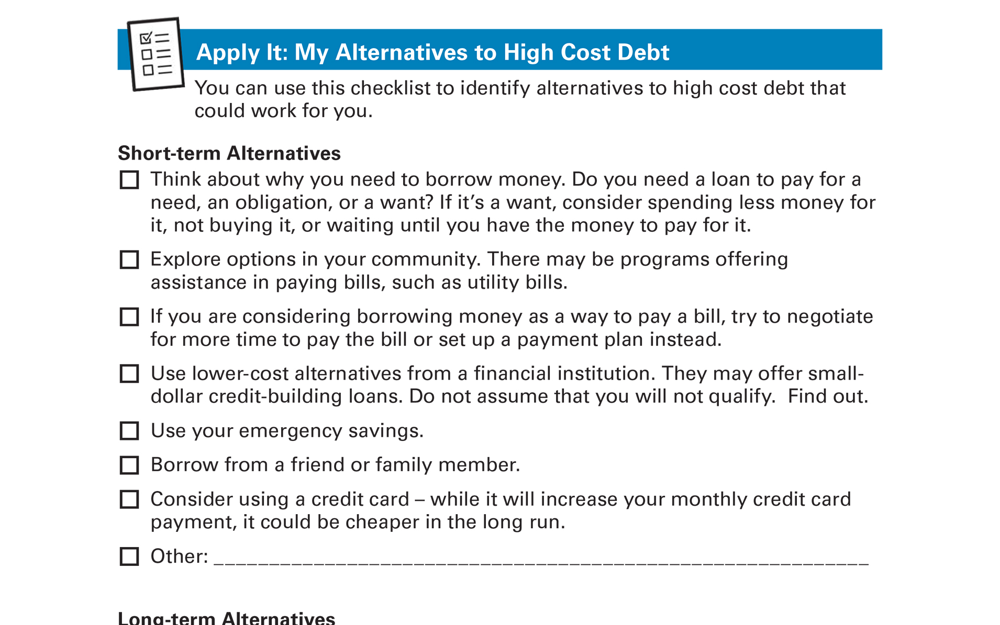 Apply It: My Alternatives to High Cost Debt
You can use this checklist to identify alternatives to high cost debt that
could work for you.
Short-term Alternatives
Think about why you need to borrow money. Do you need a loan to pay for a
need, an obligation, or a want? If it’s a want, consider spending less money for
it, not buying it, or waiting until you have the money to pay for it.
Explore options in your community. There may be programs offering
assistance in paying bills, such as utility bills.
If you are considering borrowing money as a way to pay a bill, try to negotiate
for more time to pay the bill or set up a payment plan instead.
Use lower-cost alternatives from a financial institution. They may offer small-
dollar credit-building loans. Do not assume that you will not qualify.  Find out.
Use your emergency savings.
Borrow from a friend or family member.
Consider using a credit card – while it will increase your monthly credit card
payment, it could be cheaper in the long run.
Other: ___________________________________________________________
Long-term Alternatives